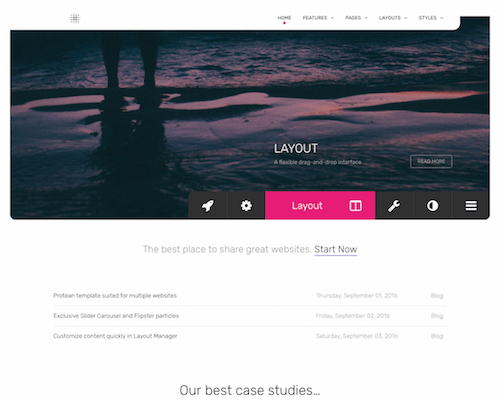 HOME FEATURES PAGES LAYOUTS STYLES
LAYOUT
A flexible drag-and-drop interface
READ MORE
Layout
The best place to share great websites. Start Now
Protean template suited for multiple websites Thursday, September 01, 2016 Blog
Exclusive Slider Carousel and Flipster particles Friday, September 02, 2016 Blog
Customize content quickly in Layout Manager Saturday, September 03, 2016 Blog
Our best case studies...